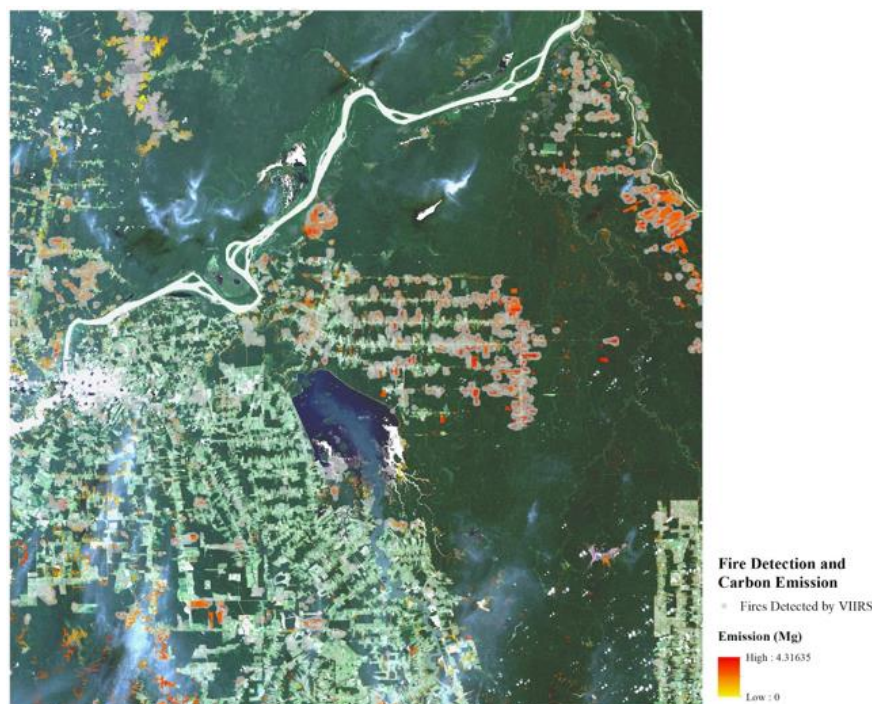 Fire Detection and
Carbon Emission
Fires Detected by VIIRS
Emission (Mg)
High : 4.31635
Low : 0